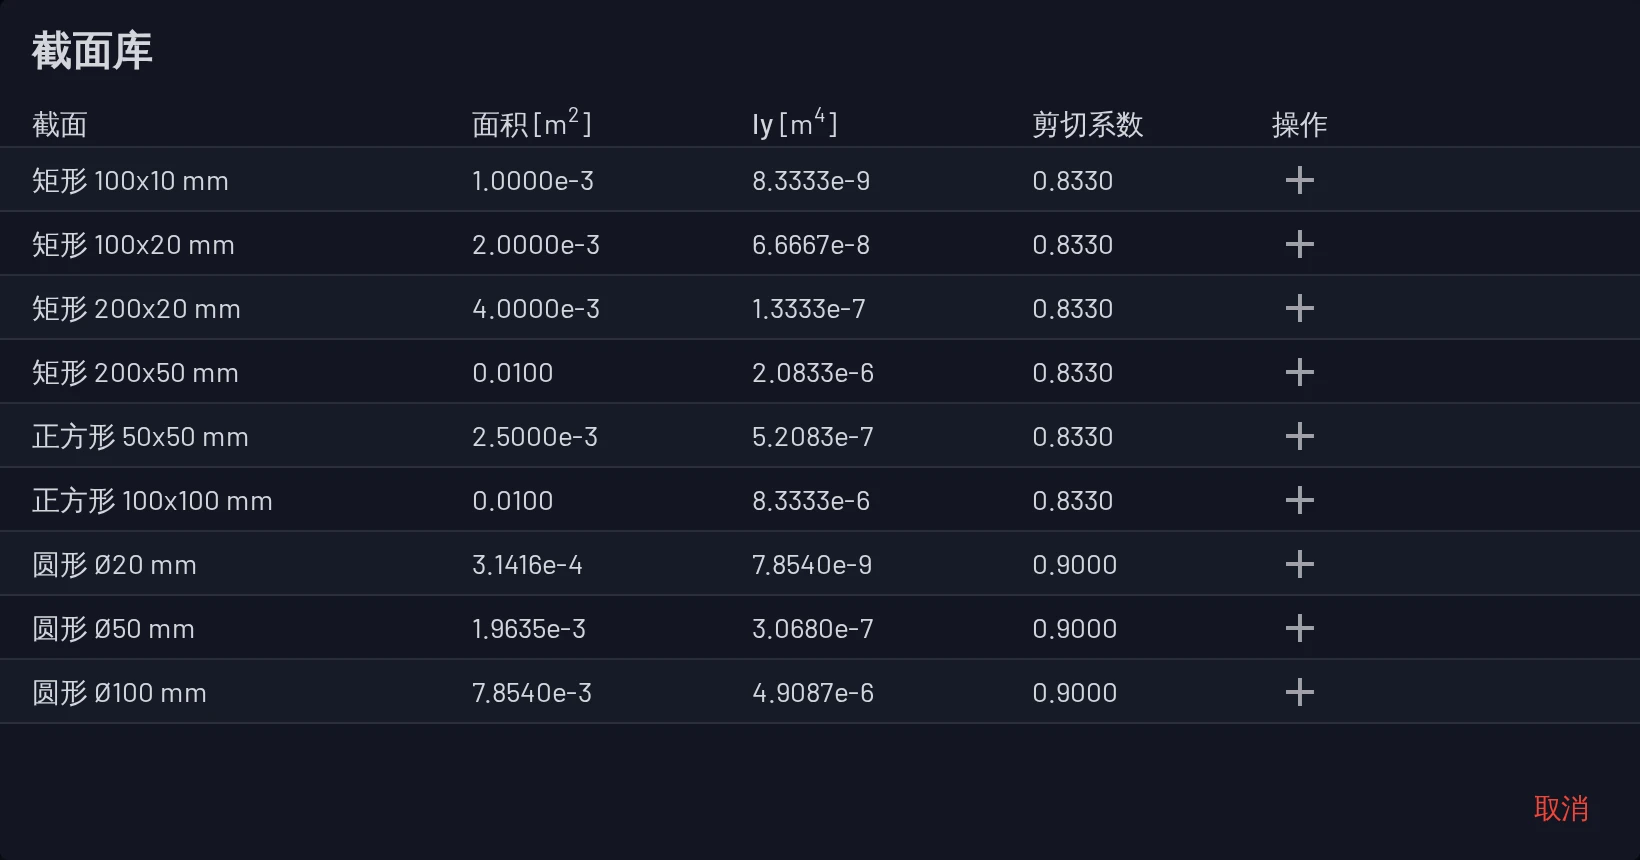 截面库
截面 面积 [m²] Iy [m⁴] 剪切系数 操作
矩形 100x10 mm 1.0000e-3 8.3333e-9 0.8330
矩形 100x20 mm 2.0000e-3 6.6667e-8 0.8330
矩形 200x20 mm 4.0000e-3 1.3333e-7 0.8330
矩形 200x50 mm 0.0100 2.0833e-6 0.8330
正方形 50x50 mm 2.5000e-3 5.2083e-7 0.8330
正方形 100x100 mm 0.0100 8.3333e-6 0.8330
圆形 Ø20 mm 3.1416e-4 7.8540e-9 0.9000
圆形 Ø50 mm 1.9635e-3 3.0680e-7 0.9000
圆形 Ø100 mm 7.8540e-3 4.9087e-6 0.9000
取消